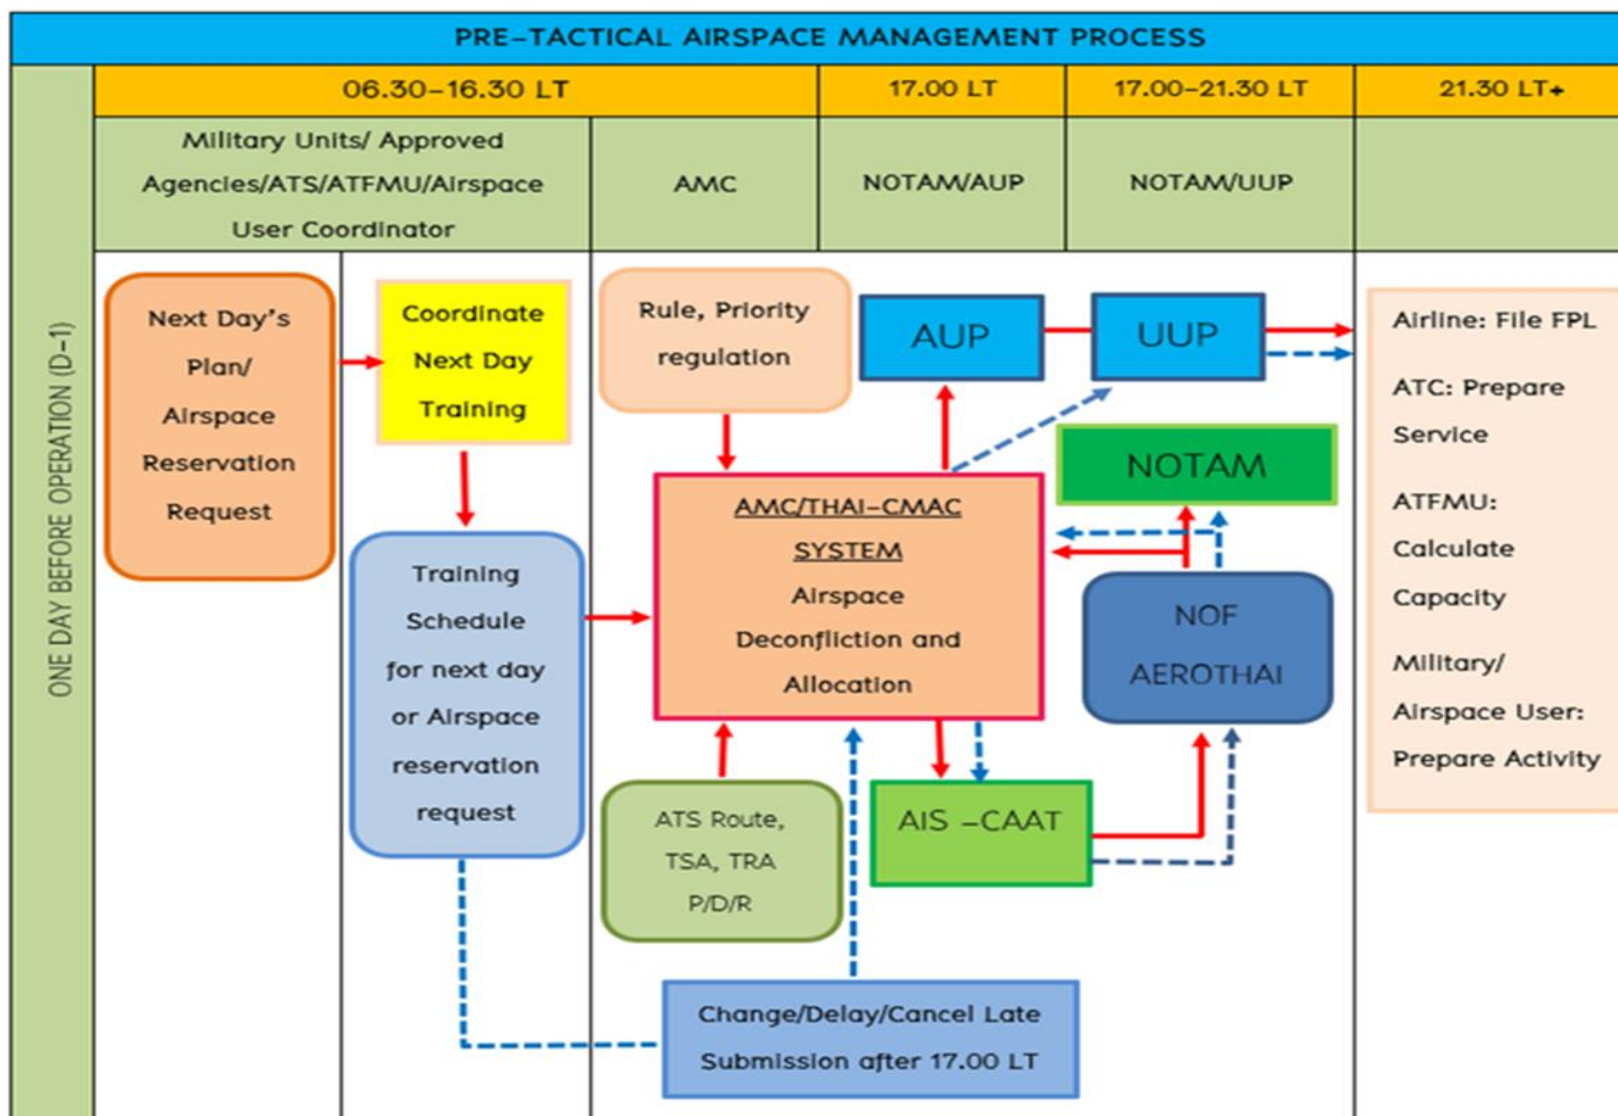 PRE-TACTICAL AIRSPACE MANAGEMENT PROCESS
06.30-16.30 LT
17.00 LT
17.00-21.30 LT
21.30 LT+
ONE DAY BEFORE OPERATION (D-1)
Military Units/ Approved
Agencies/ATS/ATFMU/Airspace
User Coordinator
AMC
NOTAM/AUP
NOTAM/UUP
Next Day's
Plan/
Airspace
Reservation
Request
Coordinate
Next Day
Training
Training
Schedule
for next day
or Airspace
reservation
request
Rule, Priority
regulation
AMC/THAI-CMAC
SYSTEM
Airspace
Deconfliction and
Allocation
ATS Route,
TSA, TRA
P/D/R
Change/Delay/Cancel Late
Submission after 17.00 LT
AUP
UUP
NOTAM
NOF
AEROTHAI
AIS -CAAT
Airline: File FPL
ATC: Prepare
Service
ATFMU:
Calculate
Capacity
Military/
Airspace User:
Prepare Activity